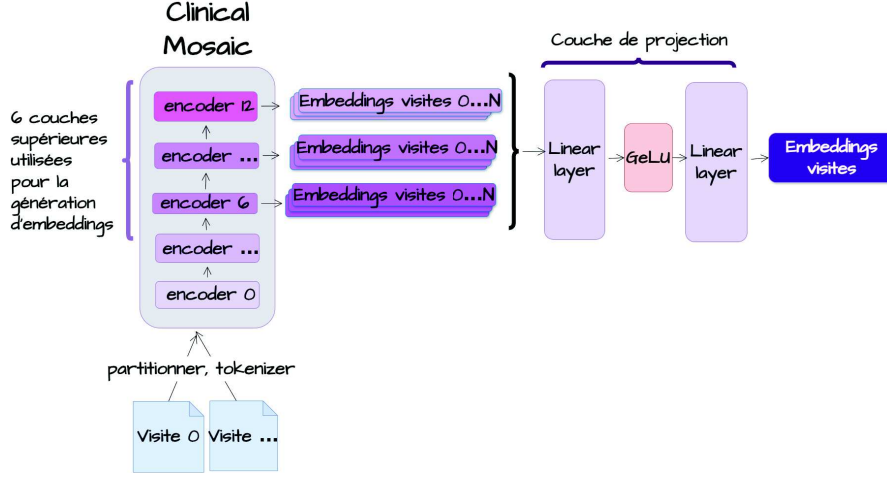 Clinical
Mosaic
6 couches
supérieures
utilisées
pour la
génération
d'embeddings
encoder 12
encoder ...
encoder 6
encoder ...
encoder 0
Embeddings visites 0...N
Embeddings visites 0...N
Embeddings visites 0...N
Couche de projection
Linear
layer
GeLU
Linear
layer
Embeddings
visites
partitionner, tokenizer
Visite 0
Visite ...